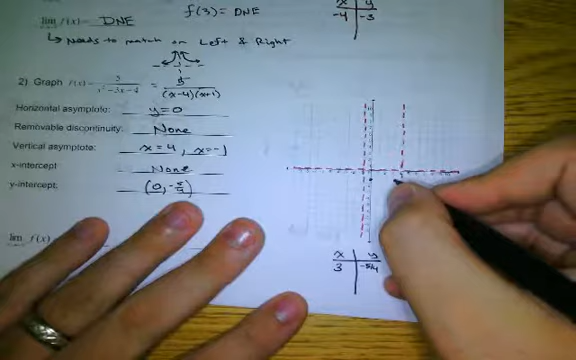 lim f(x) = DNE
f(3) = DNE
x y
-4 -3
↳ Needs to match on Left & Right
2) Graph f(x) = 5/(x²-3x-4) = 5/((x-4)(x+1))
Horizontal asymptote: y=0
Removable discontinuity: None
Vertical asymptote: x=4, x=-1
x-intercept: None
y-intercept: (0, -5/4)
lim f(x)
x y
3 -5/4